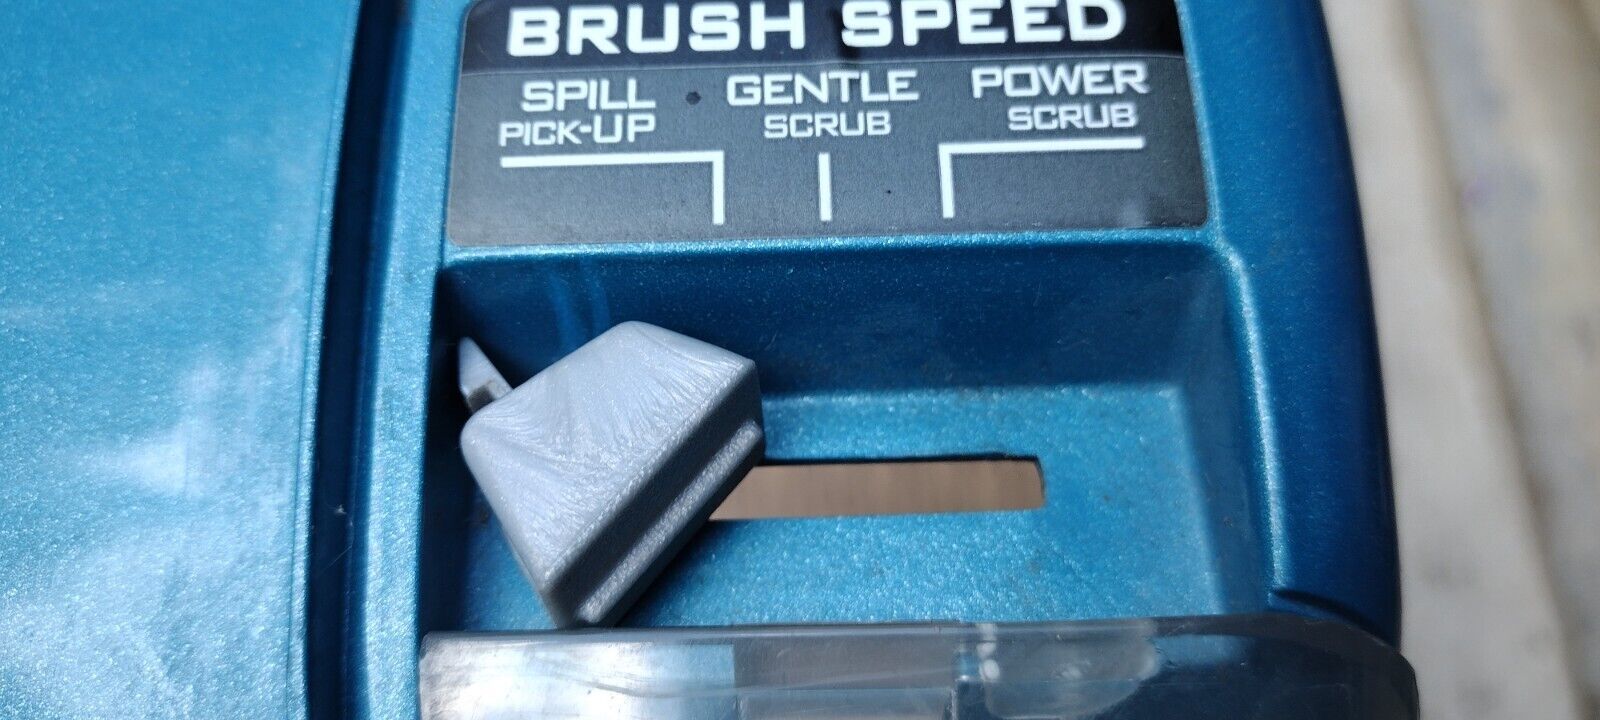 BRUSH SPEED
SPILL
PICK-UP
GENTLE
SCRUB
POWER
SCRUB